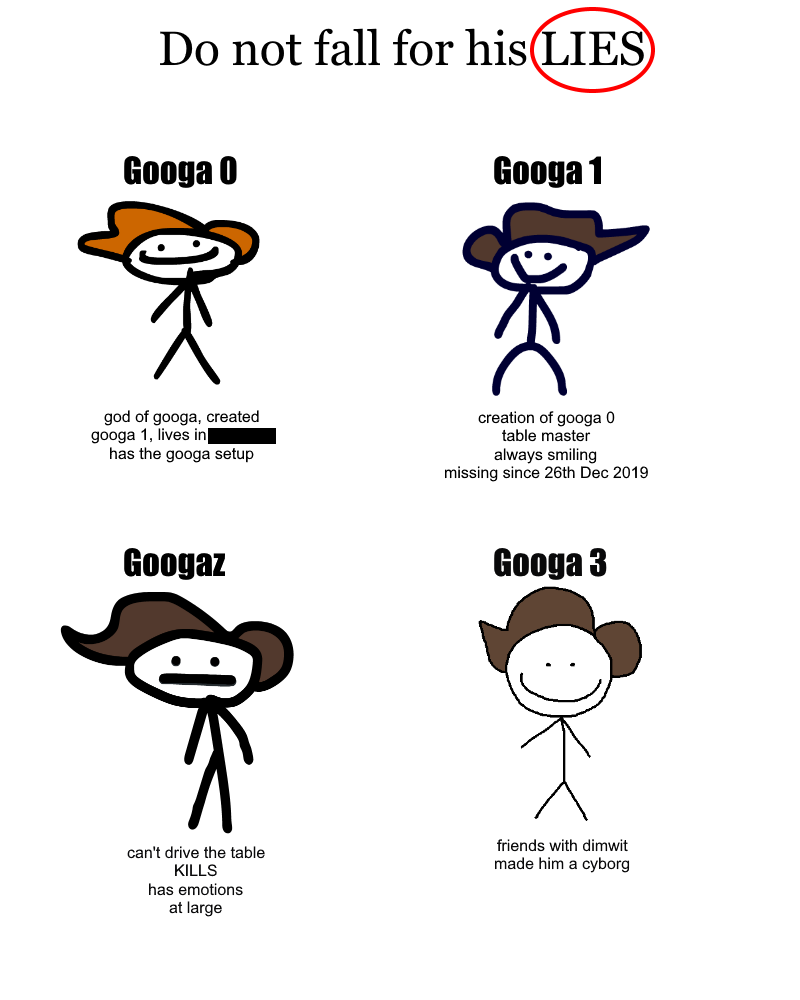 Do not fall for his LIES
Googa 0
Googa 1
god of googa, created
googa 1, lives in
has the googa setup
creation of googa 0
table master
always smiling
missing since 26th Dec 2019
Googaz
Googa 3
can't drive the table
KILLS
has emotions
at large
friends with dimwit
made him a cyborg